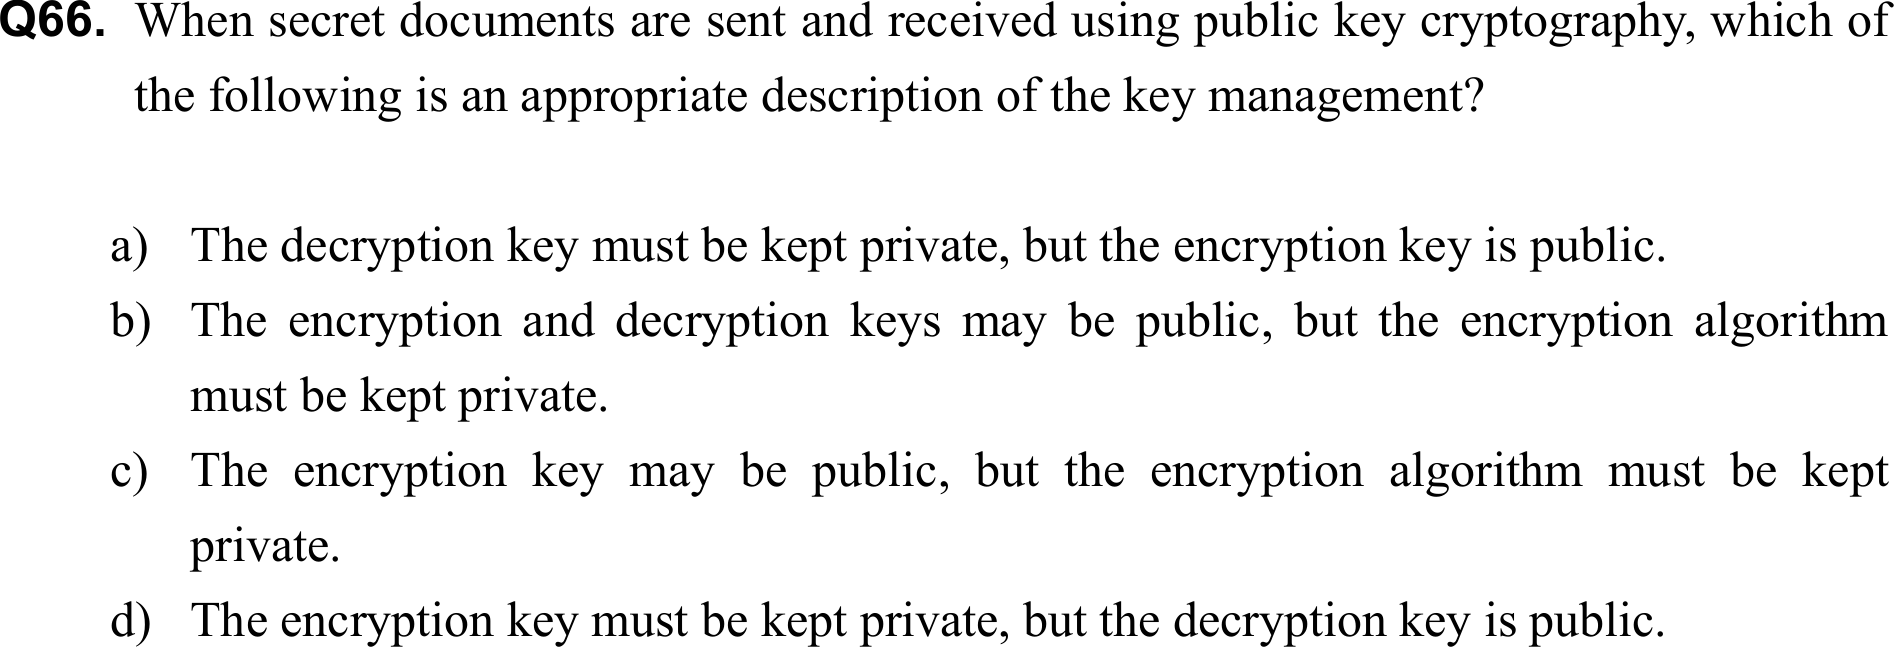 Q66. When secret documents are sent and received using public key cryptography, which of
the following is an appropriate description of the key management?
a) The decryption key must be kept private, but the encryption key is public.
b) The encryption and decryption keys may be public, but the encryption algorithm
must be kept private.
c) The encryption key may be public, but the encryption algorithm must be kept
private.
d) The encryption key must be kept private, but the decryption key is public.